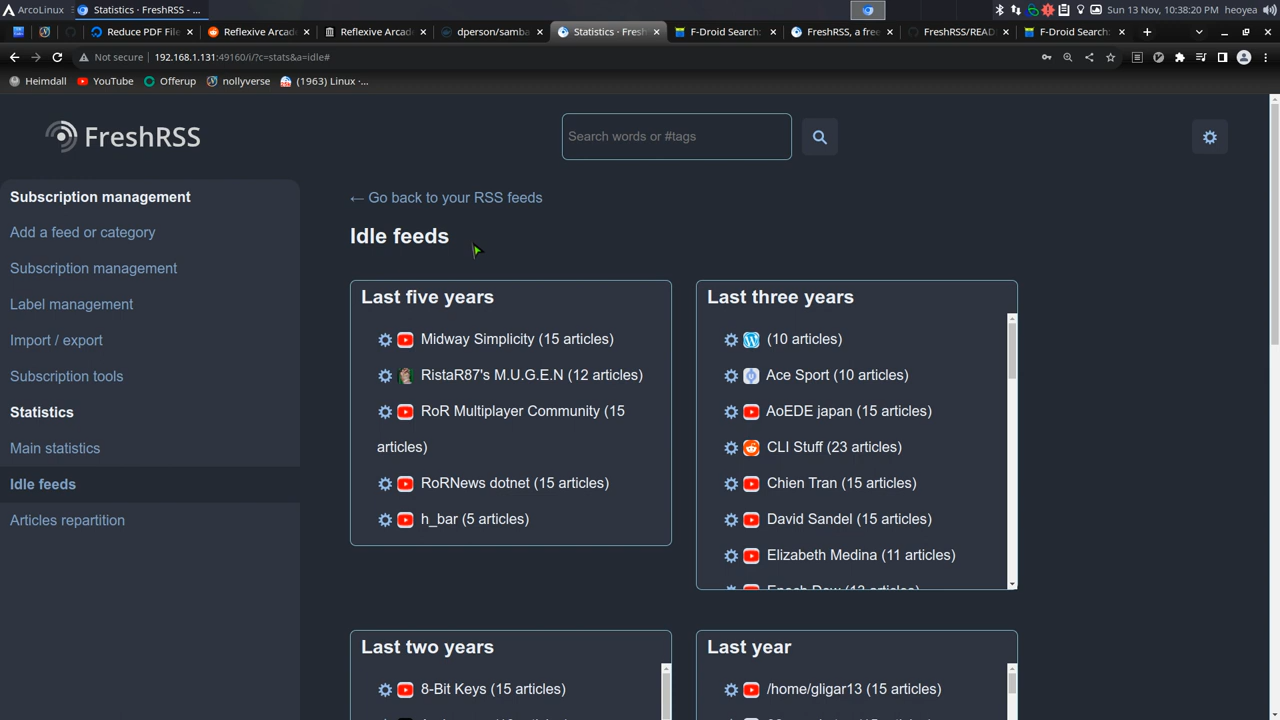 ArcoLinux
Statistics · FreshRSS - ...
Sun 13 Nov, 10:38:20 PM
heoyea
Reduce PDF File
Reflexive Arcade
Reflexive Arcade
dperson/samba
Statistics · Fresh
F-Droid Search:
FreshRSS, a free
FreshRSS/READ
F-Droid Search:
Not secure
192.168.1.131:49160/i/?c=stats&a=idle#
Heimdall
YouTube
Offerup
nollyverse
(1963) Linux ·...
FreshRSS
Search words or #tags
Subscription management
Add a feed or category
Subscription management
Label management
Import / export
Subscription tools
Statistics
Main statistics
Idle feeds
Articles repartition
← Go back to your RSS feeds
Idle feeds
Last five years
Midway Simplicity (15 articles)
RistaR87's M.U.G.E.N (12 articles)
RoR Multiplayer Community (15
articles)
RoRNews dotnet (15 articles)
h_bar (5 articles)
Last three years
(10 articles)
Ace Sport (10 articles)
AoEDE japan (15 articles)
CLI Stuff (23 articles)
Chien Tran (15 articles)
David Sandel (15 articles)
Elizabeth Medina (11 articles)
Last two years
8-Bit Keys (15 articles)
Last year
/home/gligar13 (15 articles)